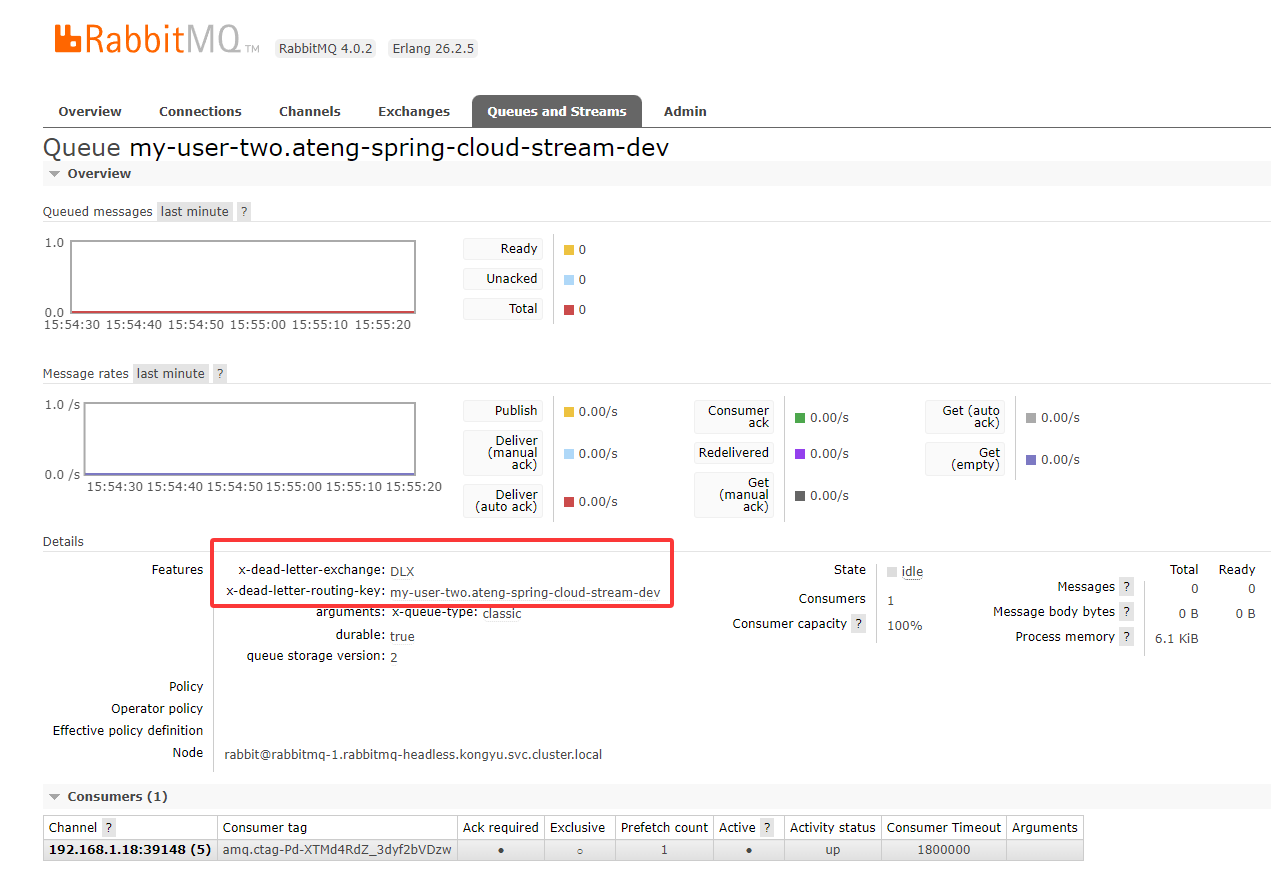 RabbitMQ TM RabbitMQ 4.0.2 Erlang 26.2.5
Overview Connections Channels Exchanges Queues and Streams Admin
Queue my-user-two.ateng-spring-cloud-stream-dev
Overview
Queued messages last minute ?
1.0
0.0
15:54:30 15:54:40 15:54:50 15:55:00 15:55:10 15:55:20
Ready 0
Unacked 0
Total 0
Message rates last minute ?
1.0 /s
0.0 /s
15:54:30 15:54:40 15:54:50 15:55:00 15:55:10 15:55:20
Publish 0.00/s
Deliver
(manual
ack) 0.00/s
Deliver
(auto ack) 0.00/s
Consumer
ack 0.00/s
Redelivered 0.00/s
Get
(manual
ack) 0.00/s
Get (auto
ack) 0.00/s
Get
(empty) 0.00/s
Details
Features
x-dead-letter-exchange: DLX
x-dead-letter-routing-key: my-user-two.ateng-spring-cloud-stream-dev
arguments: x-queue-type: classic
durable: true
queue storage version: 2
Policy
Operator policy
Effective policy definition
Node rabbit@rabbitmq-1.rabbitmq-headless.kongyu.svc.cluster.local
State idle
Consumers 1
Consumer capacity ? 100%
Total Ready
Messages ? 0 0
Message body bytes ? 0 B 0 B
Process memory ? 6.1 KiB
Consumers (1)
Channel ? Consumer tag Ack required Exclusive Prefetch count Active ? Activity status Consumer Timeout Arguments
192.168.1.18:39148 (5) amq.ctag-Pd-XTMd4RdZ_3dyf2bVDzw ● ○ 1 ● up 1800000